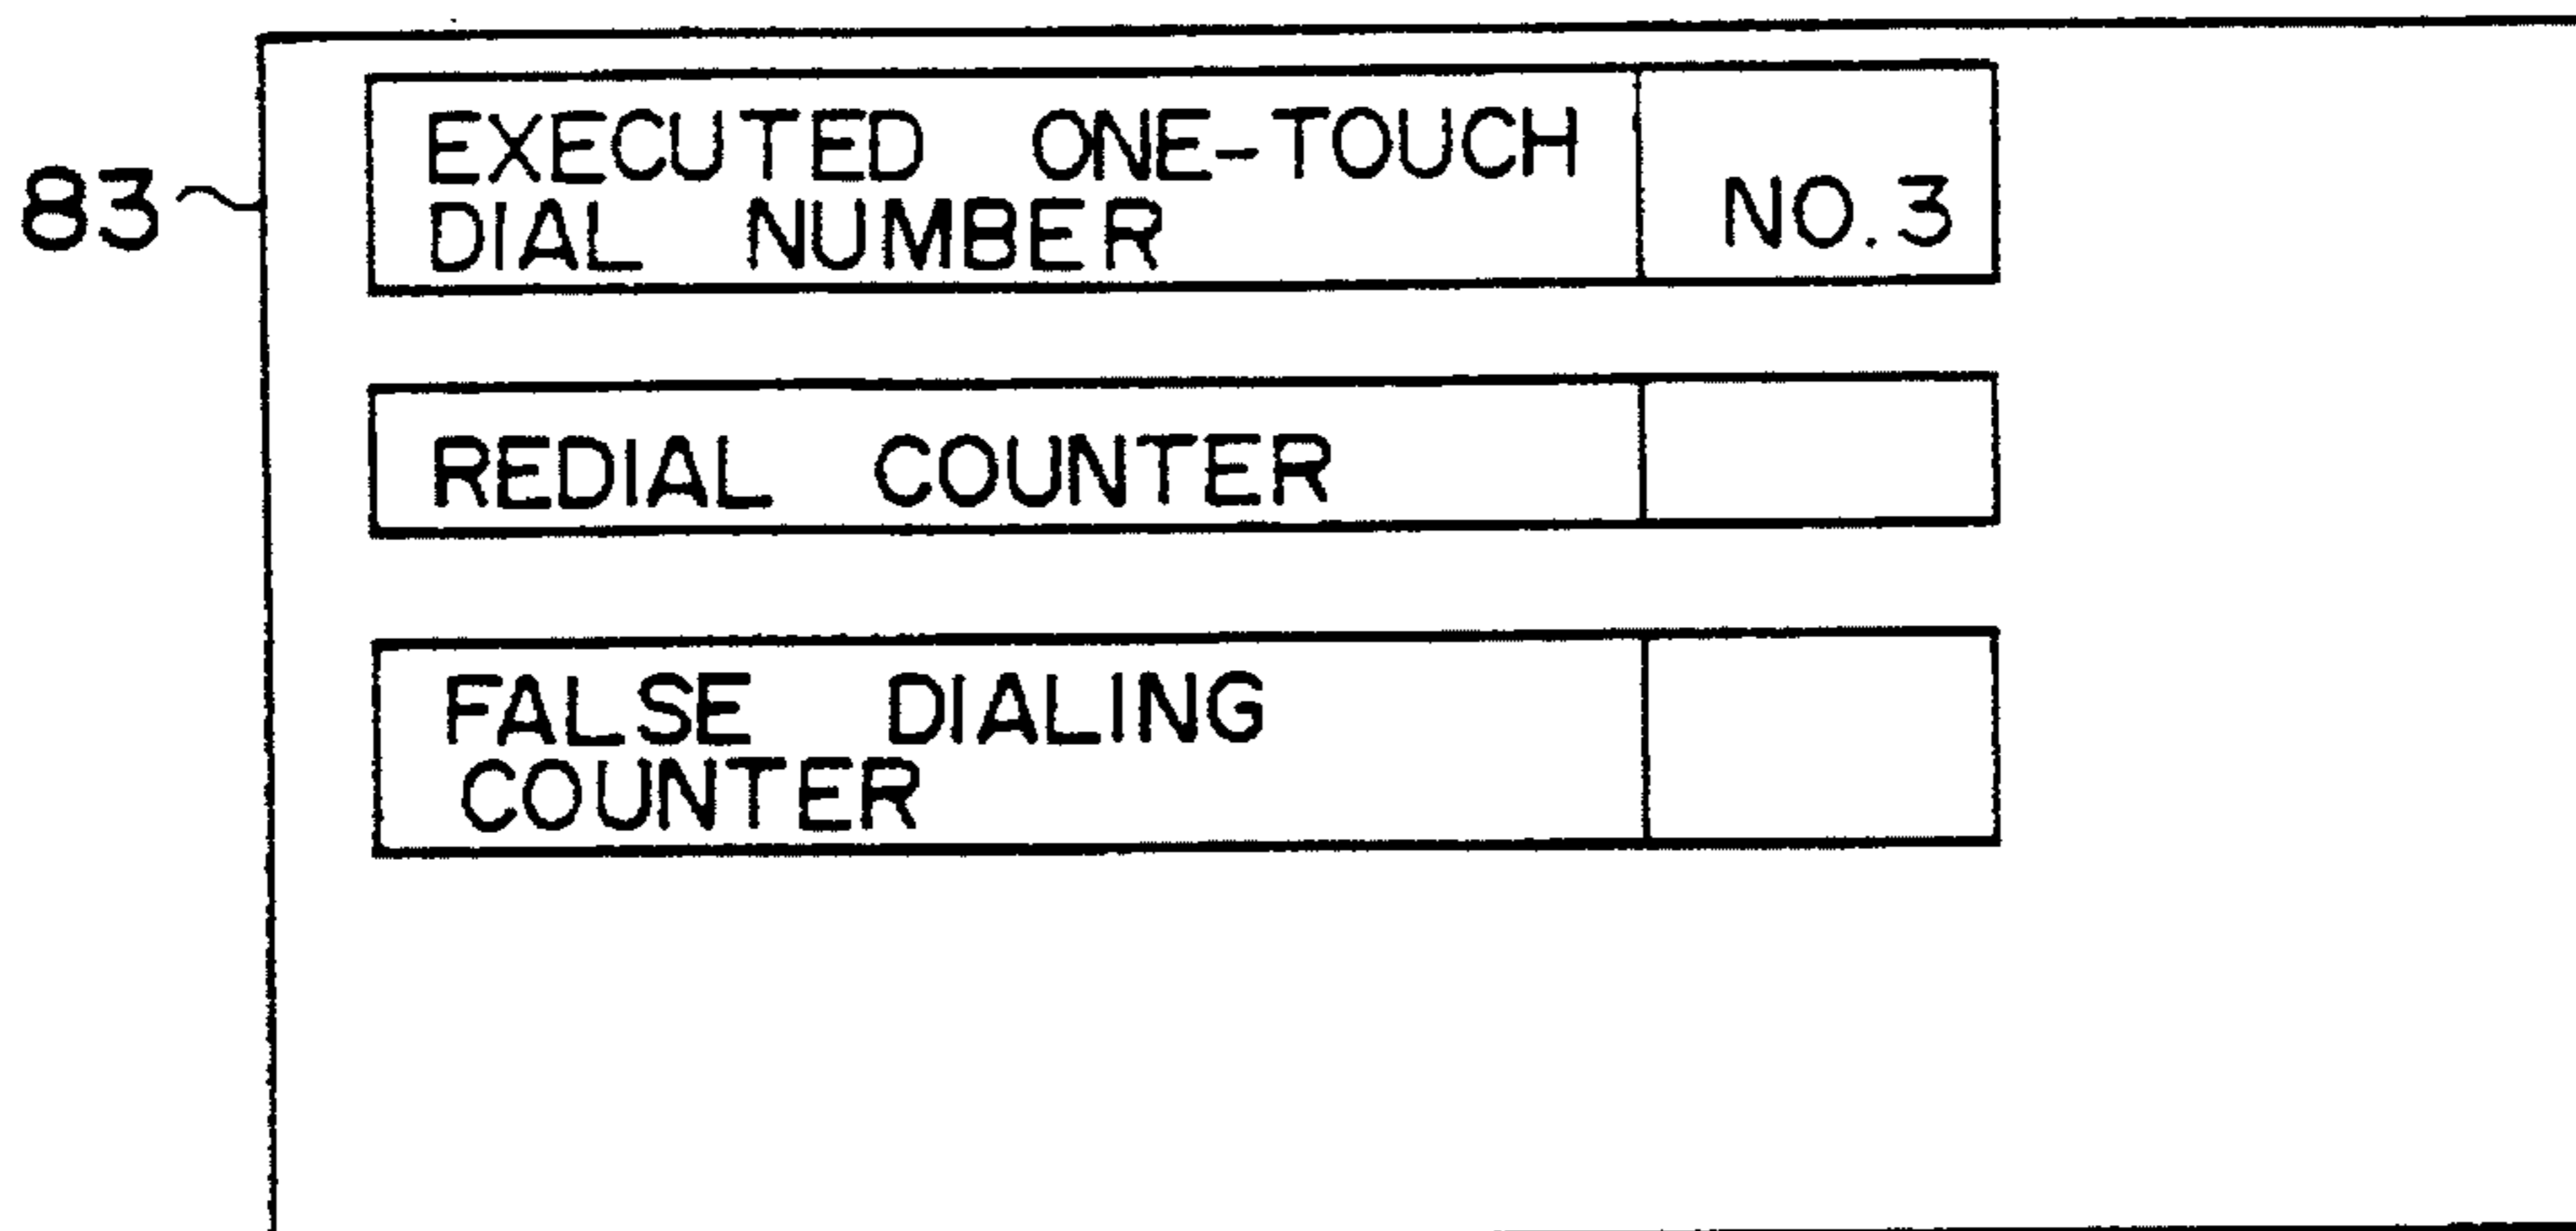 EXECUTED ONE-TOUCH
DIAL NUMBER
NO.3
83
REDIAL COUNTER
FALSE DIALING
COUNTER